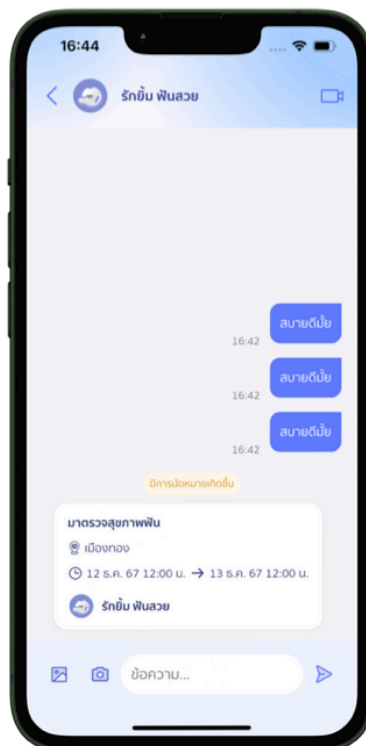 16:44
รักยิ้ม ฟันสวย
สบายดีมั้ย
16:42
สบายดีมั้ย
16:42
สบายดีมั้ย
16:42
มีการนัดหมายเกิดขึ้น
มาตรวจสุขภาพฟัน
เมืองทอง
12 ธ.ค. 67 12:00 น. → 13 ธ.ค. 67 12:00 น.
รักยิ้ม ฟันสวย
ข้อความ...